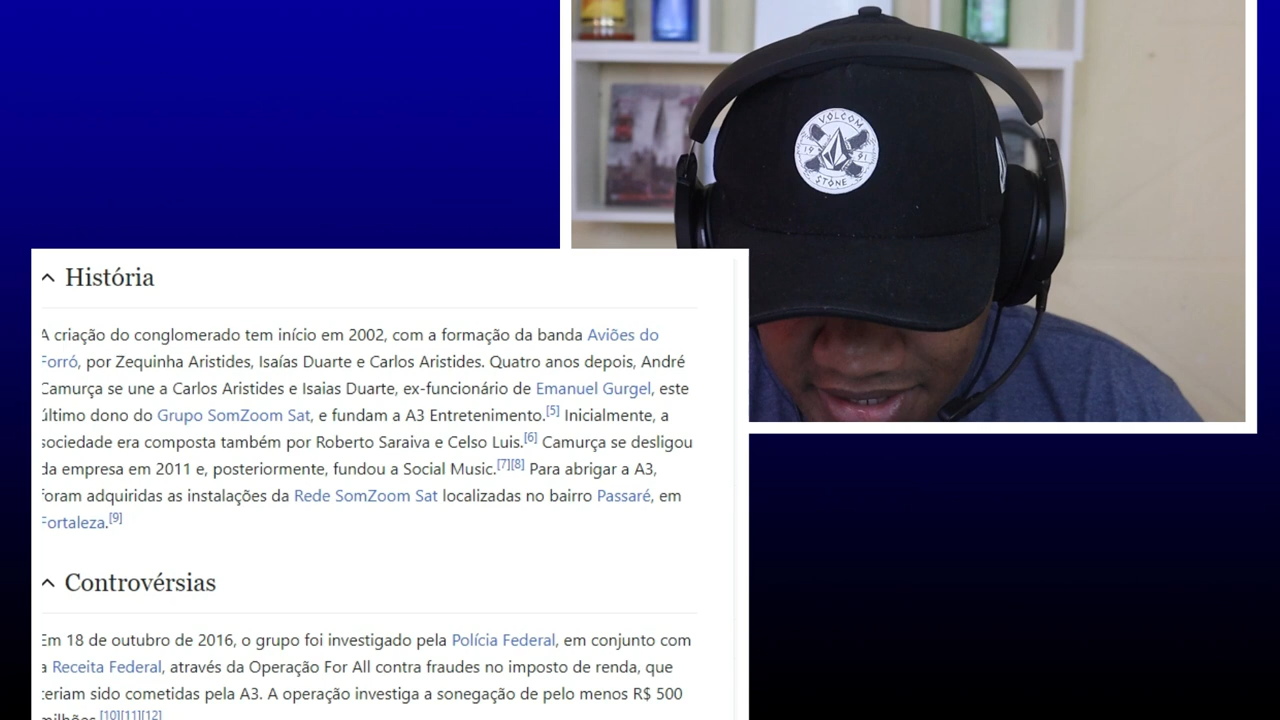 VOLCOM
19 91
STONE
História
A criação do conglomerado tem início em 2002, com a formação da banda Aviões do
Forró, por Zequinha Aristides, Isaías Duarte e Carlos Aristides. Quatro anos depois, André
Camurça se une a Carlos Aristides e Isaias Duarte, ex-funcionário de Emanuel Gurgel, este
último dono do Grupo SomZoom Sat, e fundam a A3 Entretenimento.[5] Inicialmente, a
sociedade era composta também por Roberto Saraiva e Celso Luis.[6] Camurça se desligou
da empresa em 2011 e, posteriormente, fundou a Social Music.[7][8] Para abrigar a A3,
foram adquiridas as instalações da Rede SomZoom Sat localizadas no bairro Passaré, em
Fortaleza.[9]
Controvérsias
Em 18 de outubro de 2016, o grupo foi investigado pela Polícia Federal, em conjunto com
a Receita Federal, através da Operação For All contra fraudes no imposto de renda, que
teriam sido cometidas pela A3. A operação investiga a sonegação de pelo menos R$ 500
milhões.[10][11][12]